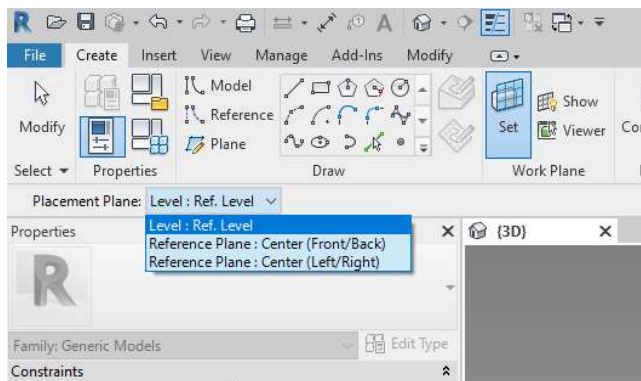 File Create Insert View Manage Add-Ins Modify
Model
Reference
Plane
Modify
Set
Show
Viewer
Select Properties Draw Work Plane
Placement Plane: Level : Ref. Level
Level : Ref. Level
Reference Plane : Center (Front/Back)
Reference Plane : Center (Left/Right)
Properties
{3D}
R
Family: Generic Models
Edit Type
Constraints